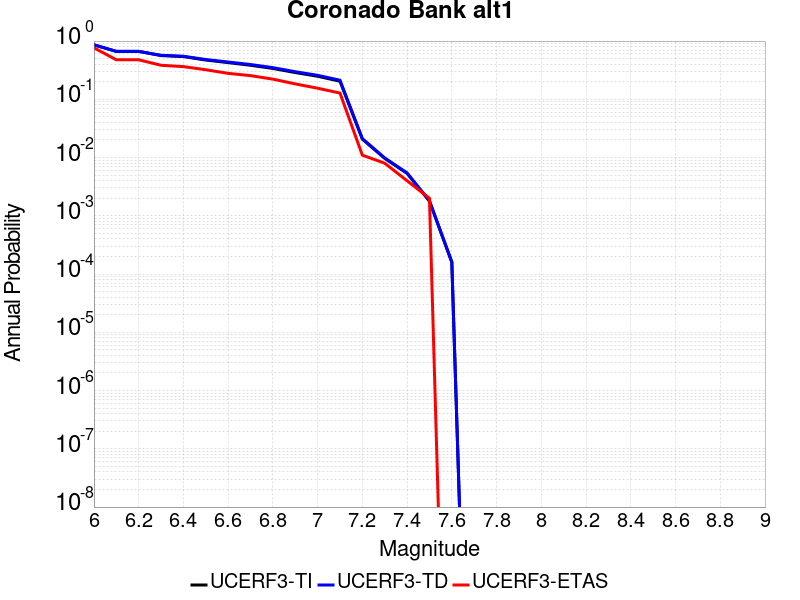 Coronado Bank alt1
10^0
10^-1
10^-2
10^-3
10^-4
10^-5
10^-6
10^-7
10^-8
Annual Probability
6 6.2 6.4 6.6 6.8 7 7.2 7.4 7.6 7.8 8 8.2 8.4 8.6 8.8 9
Magnitude
UCERF3-TI UCERF3-TD UCERF3-ETAS